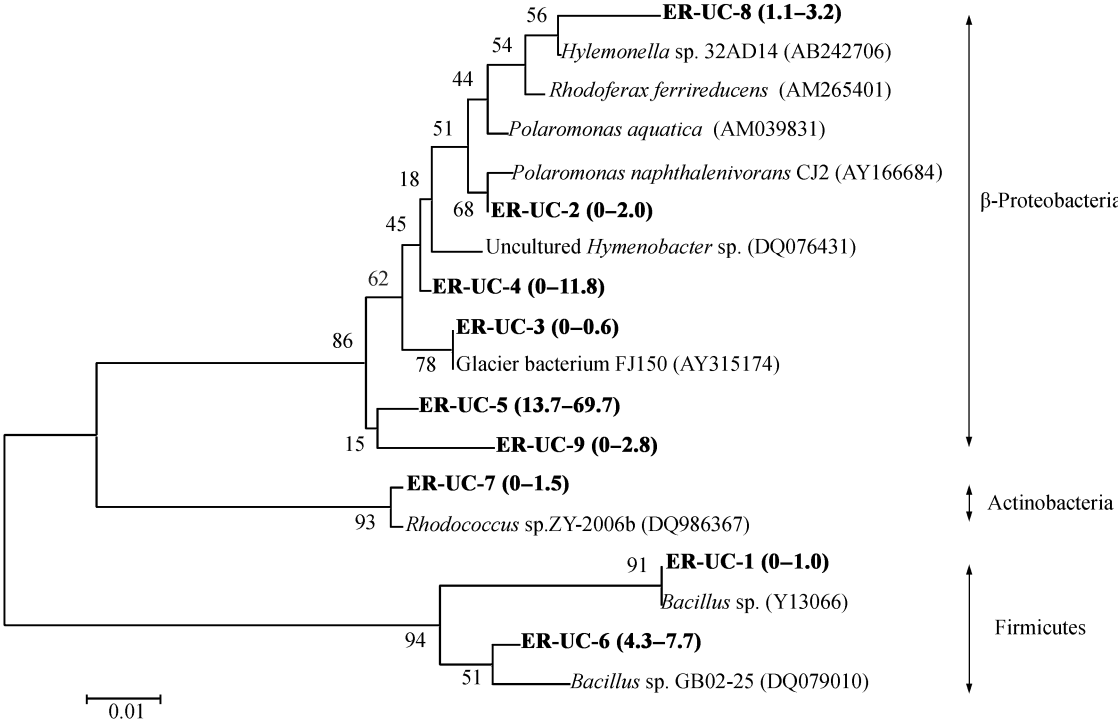 56
ER-UC-8 (1.1–3.2)
Hylemonella sp. 32AD14 (AB242706)
54
Rhodoferax ferrireducens (AM265401)
44
Polaromonas aquatica (AM039831)
51
Polaromonas naphthalenivorans CJ2 (AY166684)
18
68
ER-UC-2 (0–2.0)
β-Proteobacteria
45
Uncultured Hymenobacter sp. (DQ076431)
62
ER-UC-4 (0–11.8)
ER-UC-3 (0–0.6)
86
78
Glacier bacterium FJ150 (AY315174)
ER-UC-5 (13.7–69.7)
15
ER-UC-9 (0–2.8)
ER-UC-7 (0–1.5)
Actinobacteria
93
Rhodococcus sp.ZY-2006b (DQ986367)
91
ER-UC-1 (0–1.0)
Bacillus sp. (Y13066)
94
Firmicutes
ER-UC-6 (4.3–7.7)
51
Bacillus sp. GB02-25 (DQ079010)
0.01